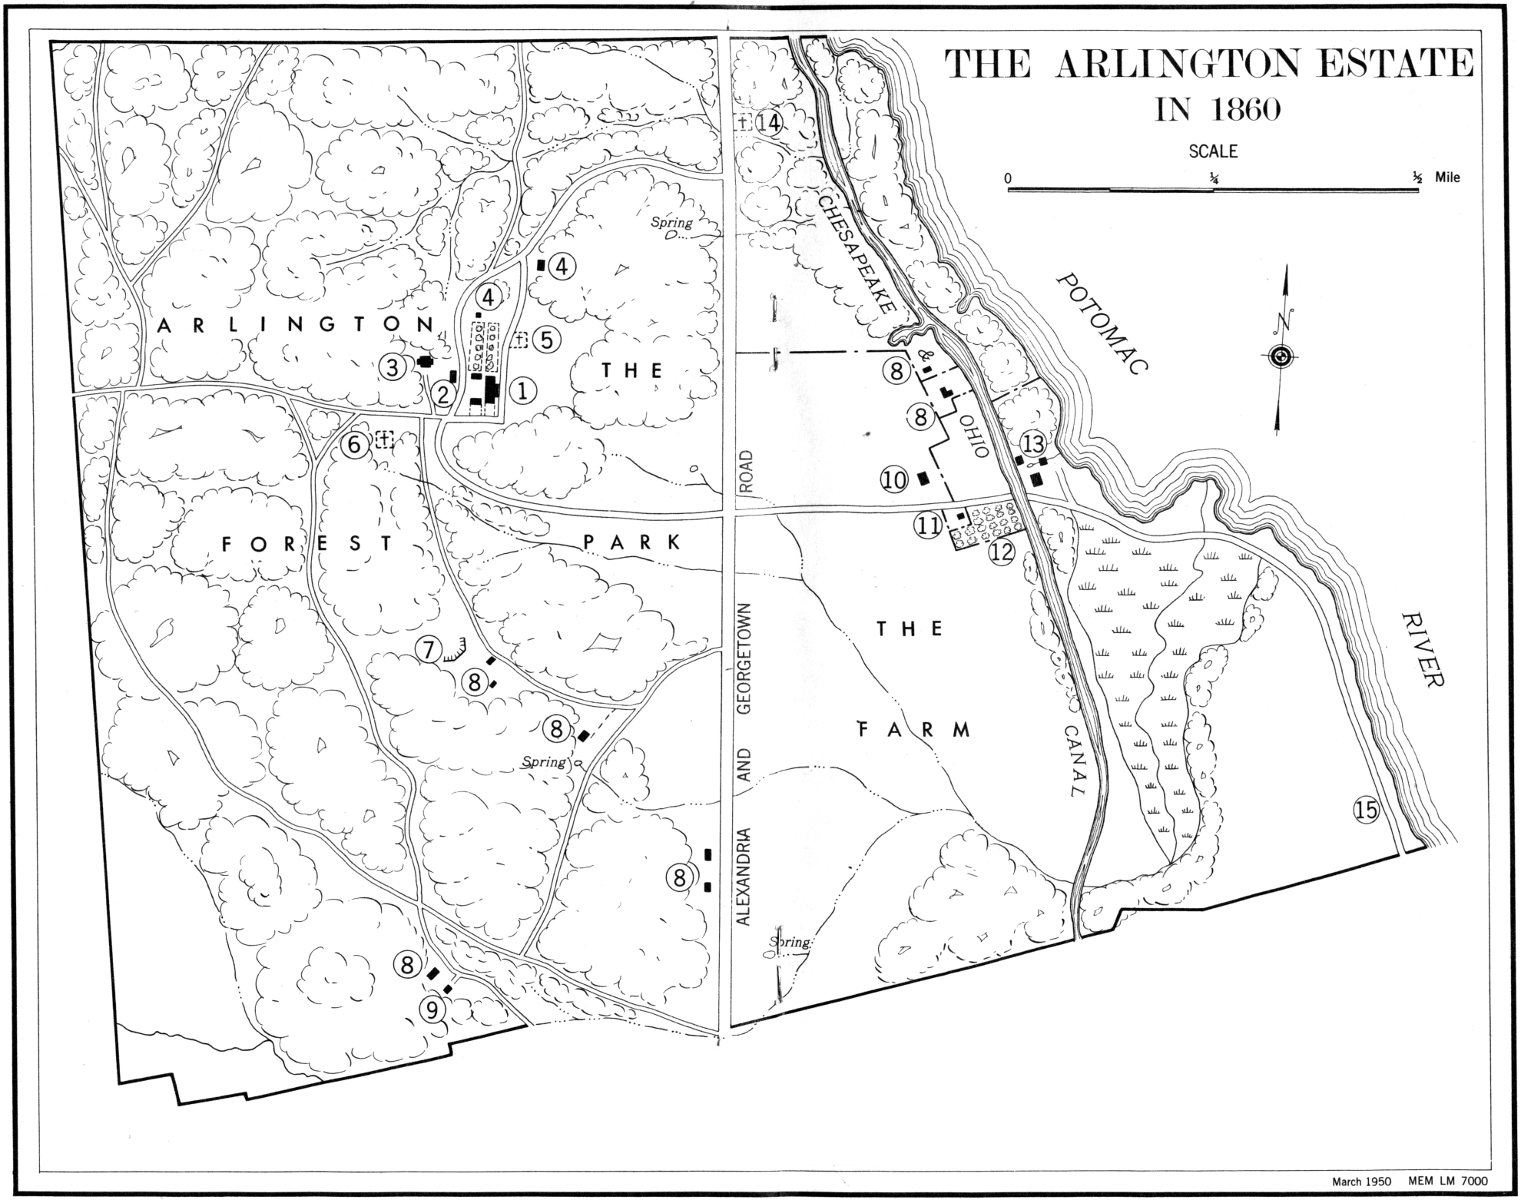 THE ARLINGTON ESTATE
IN 1860
SCALE
0 ¼ ½ Mile
14
CHESAPEAKE
Spring
4
POTOMAC
N
4
ARLINGTON
5
THE
3
2
1
&
8
8
OHIO
6
13
ROAD
10
11
12
FOREST
PARK
THE
7
8
GEORGETOWN
RIVER
8
FARM
Spring
AND
CANAL
15
8
ALEXANDRIA
Spring
8
9
March 1950 MEM LM 7000